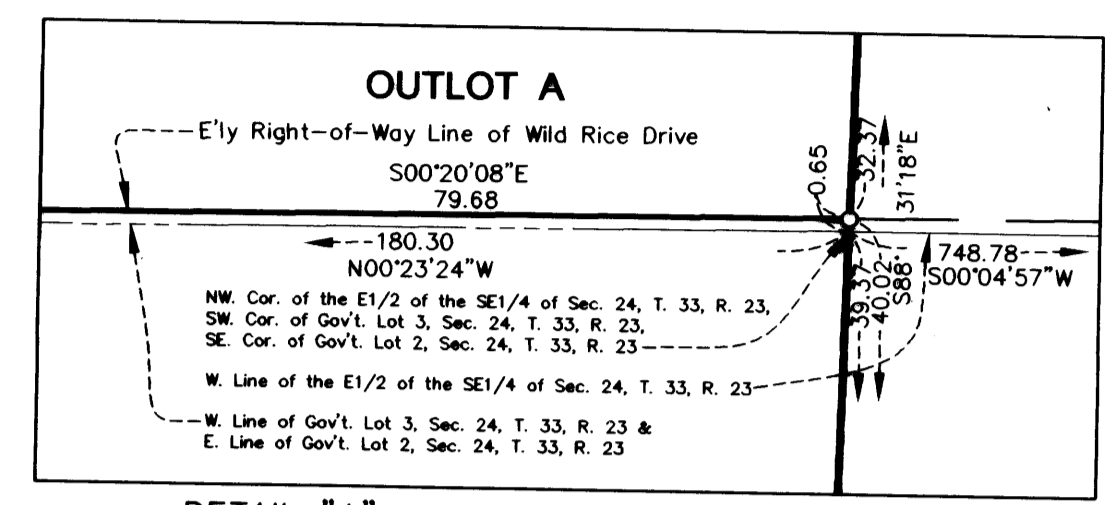 OUTLOT A
E'ly Right-of-Way Line of Wild Rice Drive
S00°20'08"E
79.68
0.65
32.37
31'18"E
180.30
N00°23'24"W
748.78
S00°04'57"W
39.37
40.02
S88°
NW. Cor. of the E1/2 of the SE1/4 of Sec. 24, T. 33, R. 23,
SW. Cor. of Gov't. Lot 3, Sec. 24, T. 33, R. 23,
SE. Cor. of Gov't. Lot 2, Sec. 24, T. 33, R. 23
W. Line of the E1/2 of the SE1/4 of Sec. 24, T. 33, R. 23
W. Line of Gov't. Lot 3, Sec. 24, T. 33, R. 23 &
E. Line of Gov't. Lot 2, Sec. 24, T. 33, R. 23